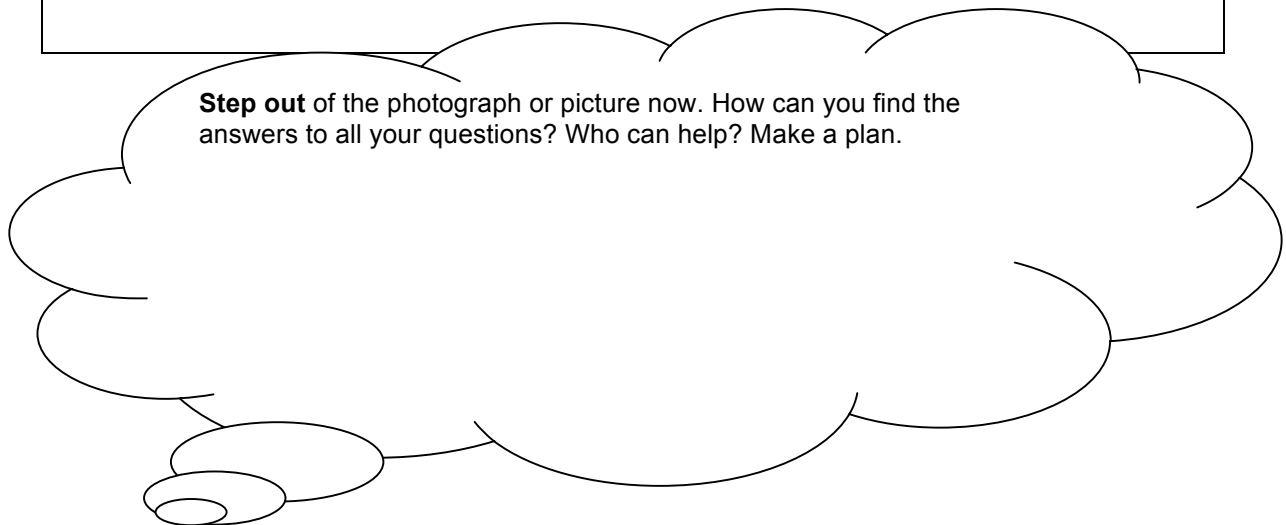 Step out of the photograph or picture now. How can you find the
answers to all your questions? Who can help? Make a plan.